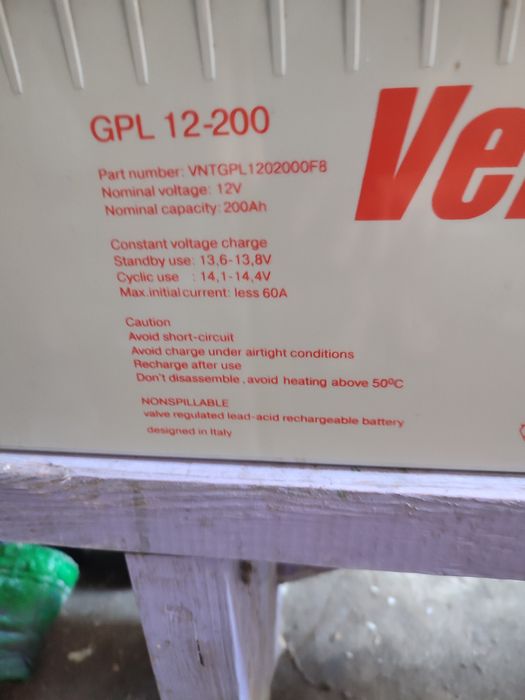 GPL 12-200
Ve
Part number: VNTGPL1202000F8
Nominal voltage: 12V
Nominal capacity: 200Ah
Constant voltage charge
Standby use: 13,6-13,8V
Cyclic use : 14,1-14,4V
Max.initial current: less 60A
Caution
Avoid short-circuit
Avoid charge under airtight conditions
Recharge after use
Don't disassemble , avoid heating above 50ºC
NONSPILLABLE
valve regulated lead-acid rechargeable battery
designed in Italy